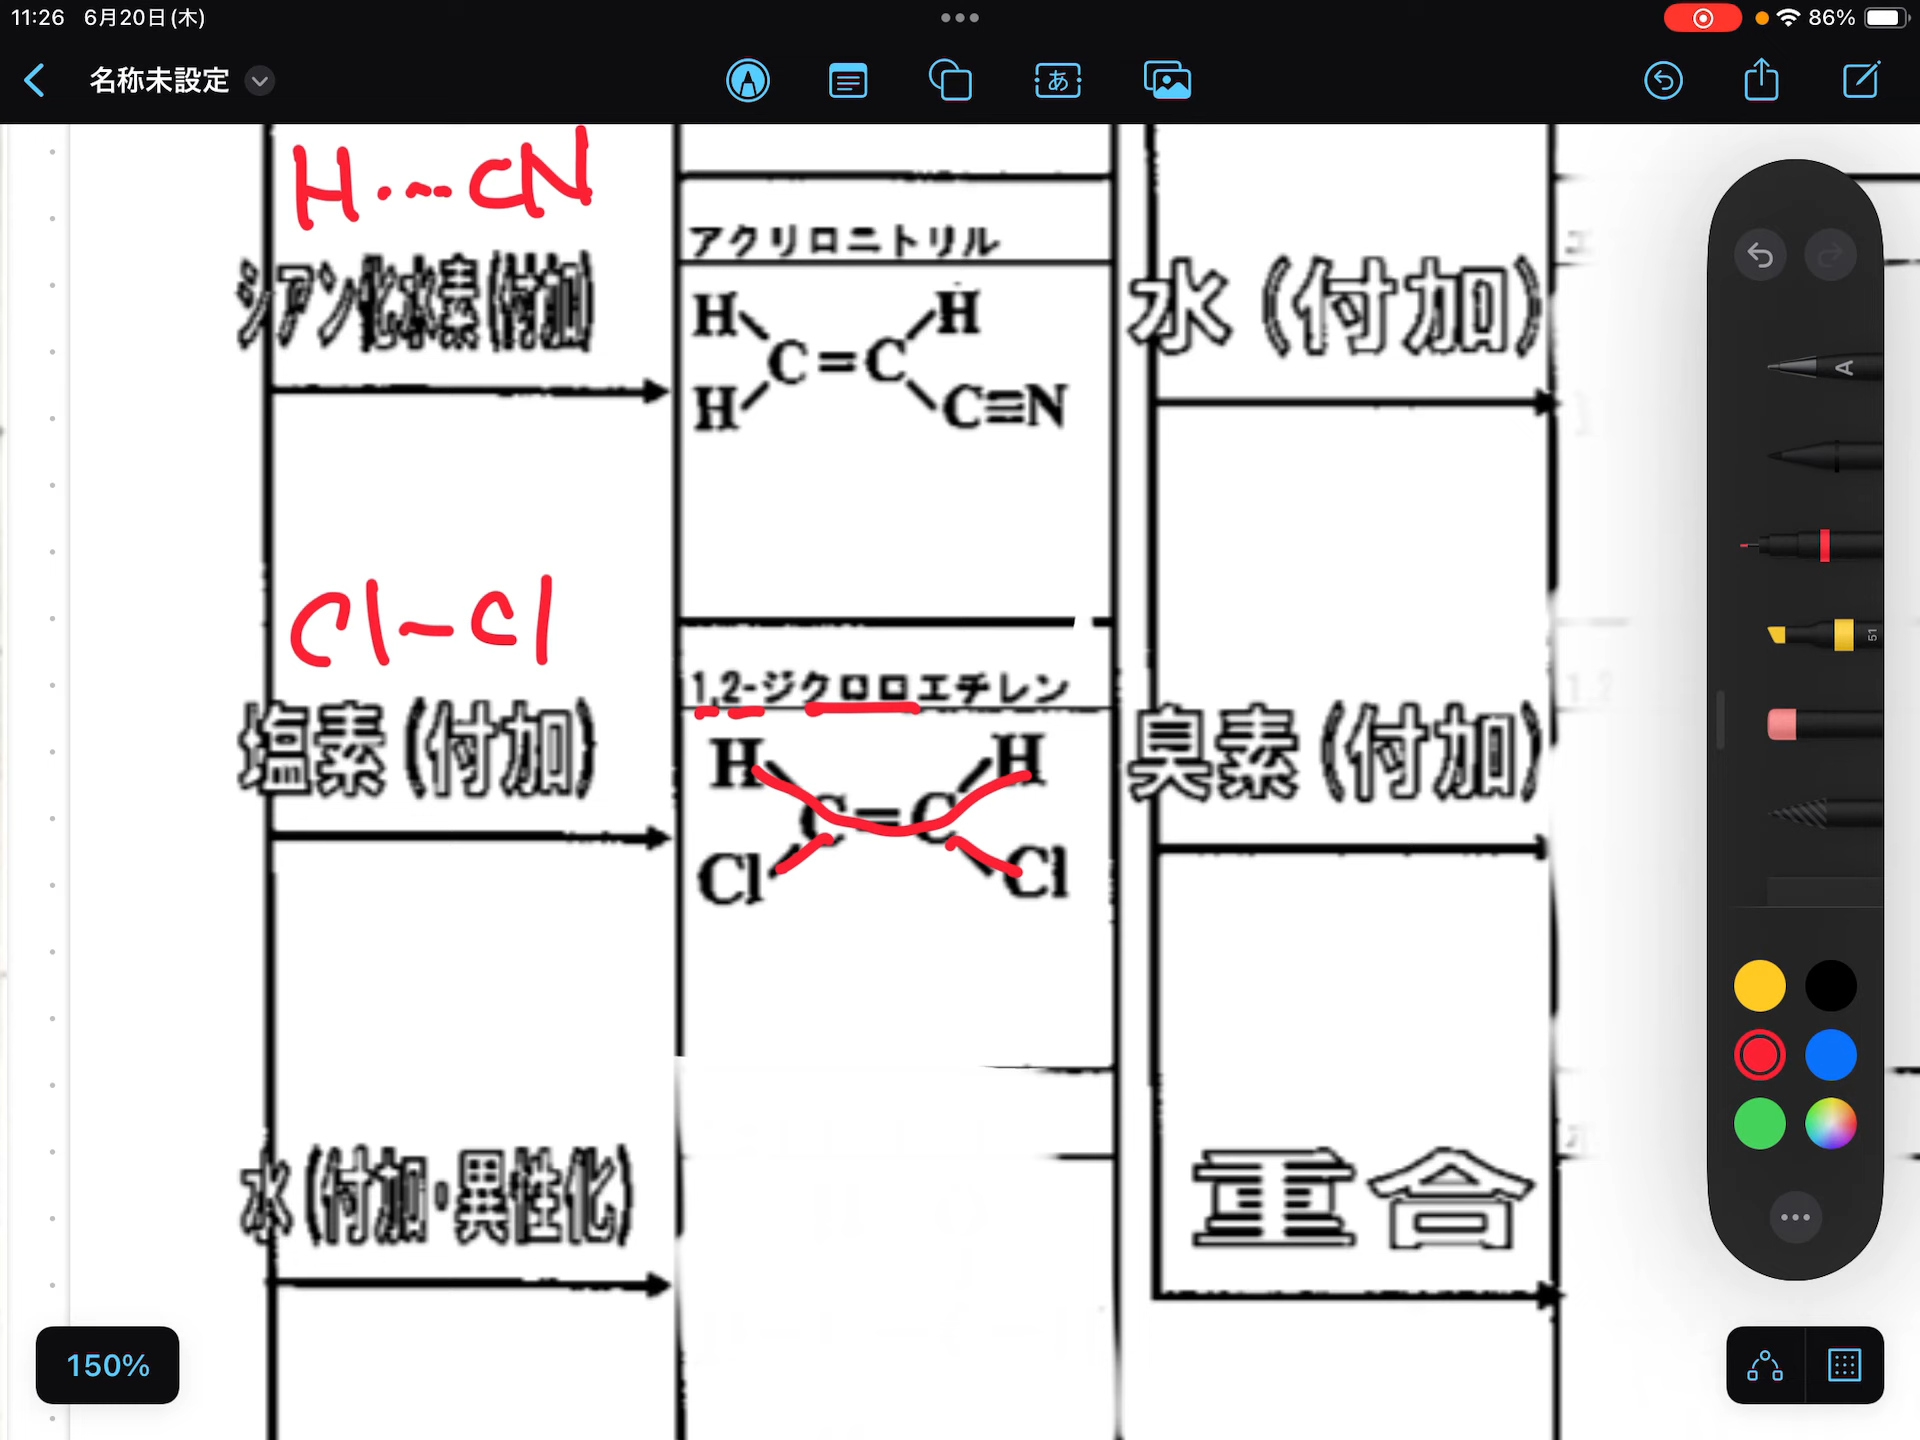 11:26 6月20日(木)
86%
名称未設定
あ
H…CN
シアン化水素(付加)
アクリロニトリル
H H
C=C
H C≡N
水(付加)
Cl-Cl
塩素(付加)
1,2-ジクロロエチレン
H H
C=C
Cl Cl
臭素(付加)
水(付加・異性化)
重合
A
51
150%